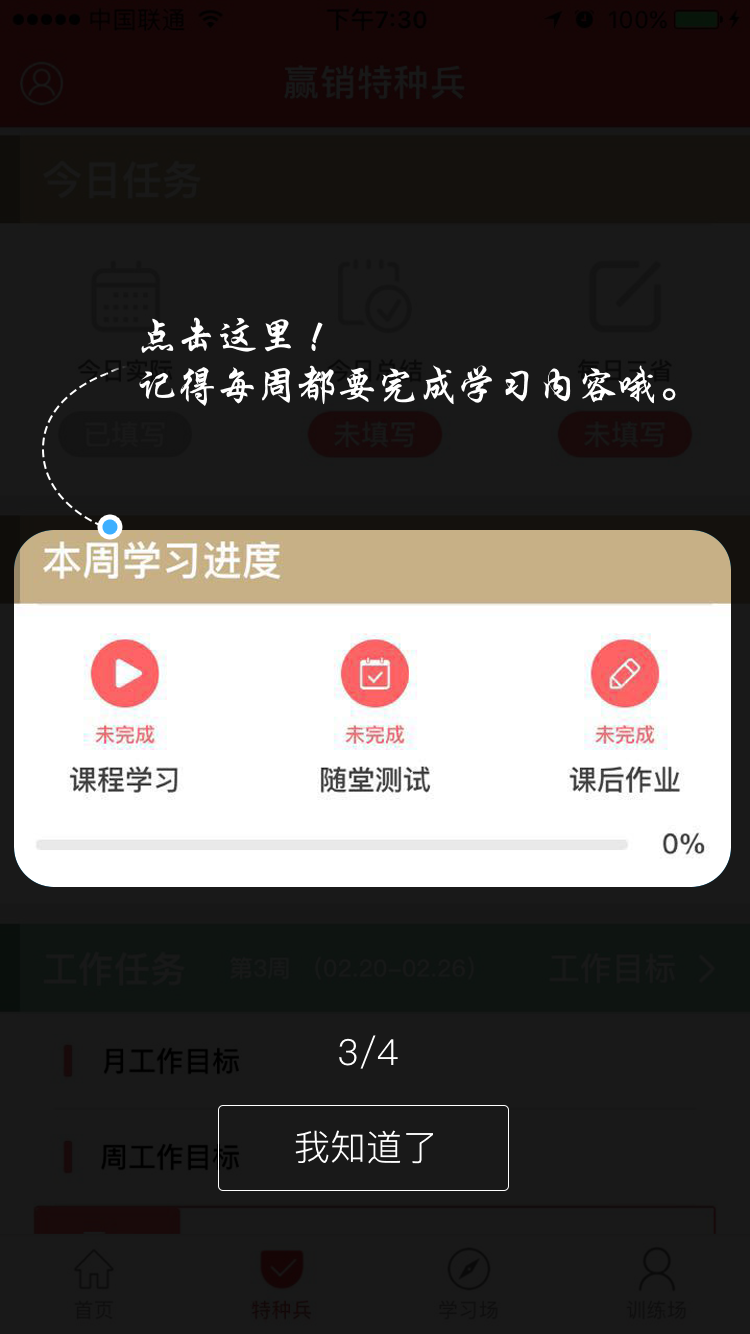 中国联通 下午7:30 100%
赢销特种兵
今日任务
点击这里！
记得每周都要完成学习内容哦。
今日实际 今日总结 每日三省
已填写 未填写 未填写
本周学习进度
未完成 未完成 未完成
课程学习 随堂测试 课后作业
0%
工作任务 第3周 (02.20-02.26) 工作目标
月工作目标
3/4
周工作目标
我知道了
首页 特种兵 学习场 训练场